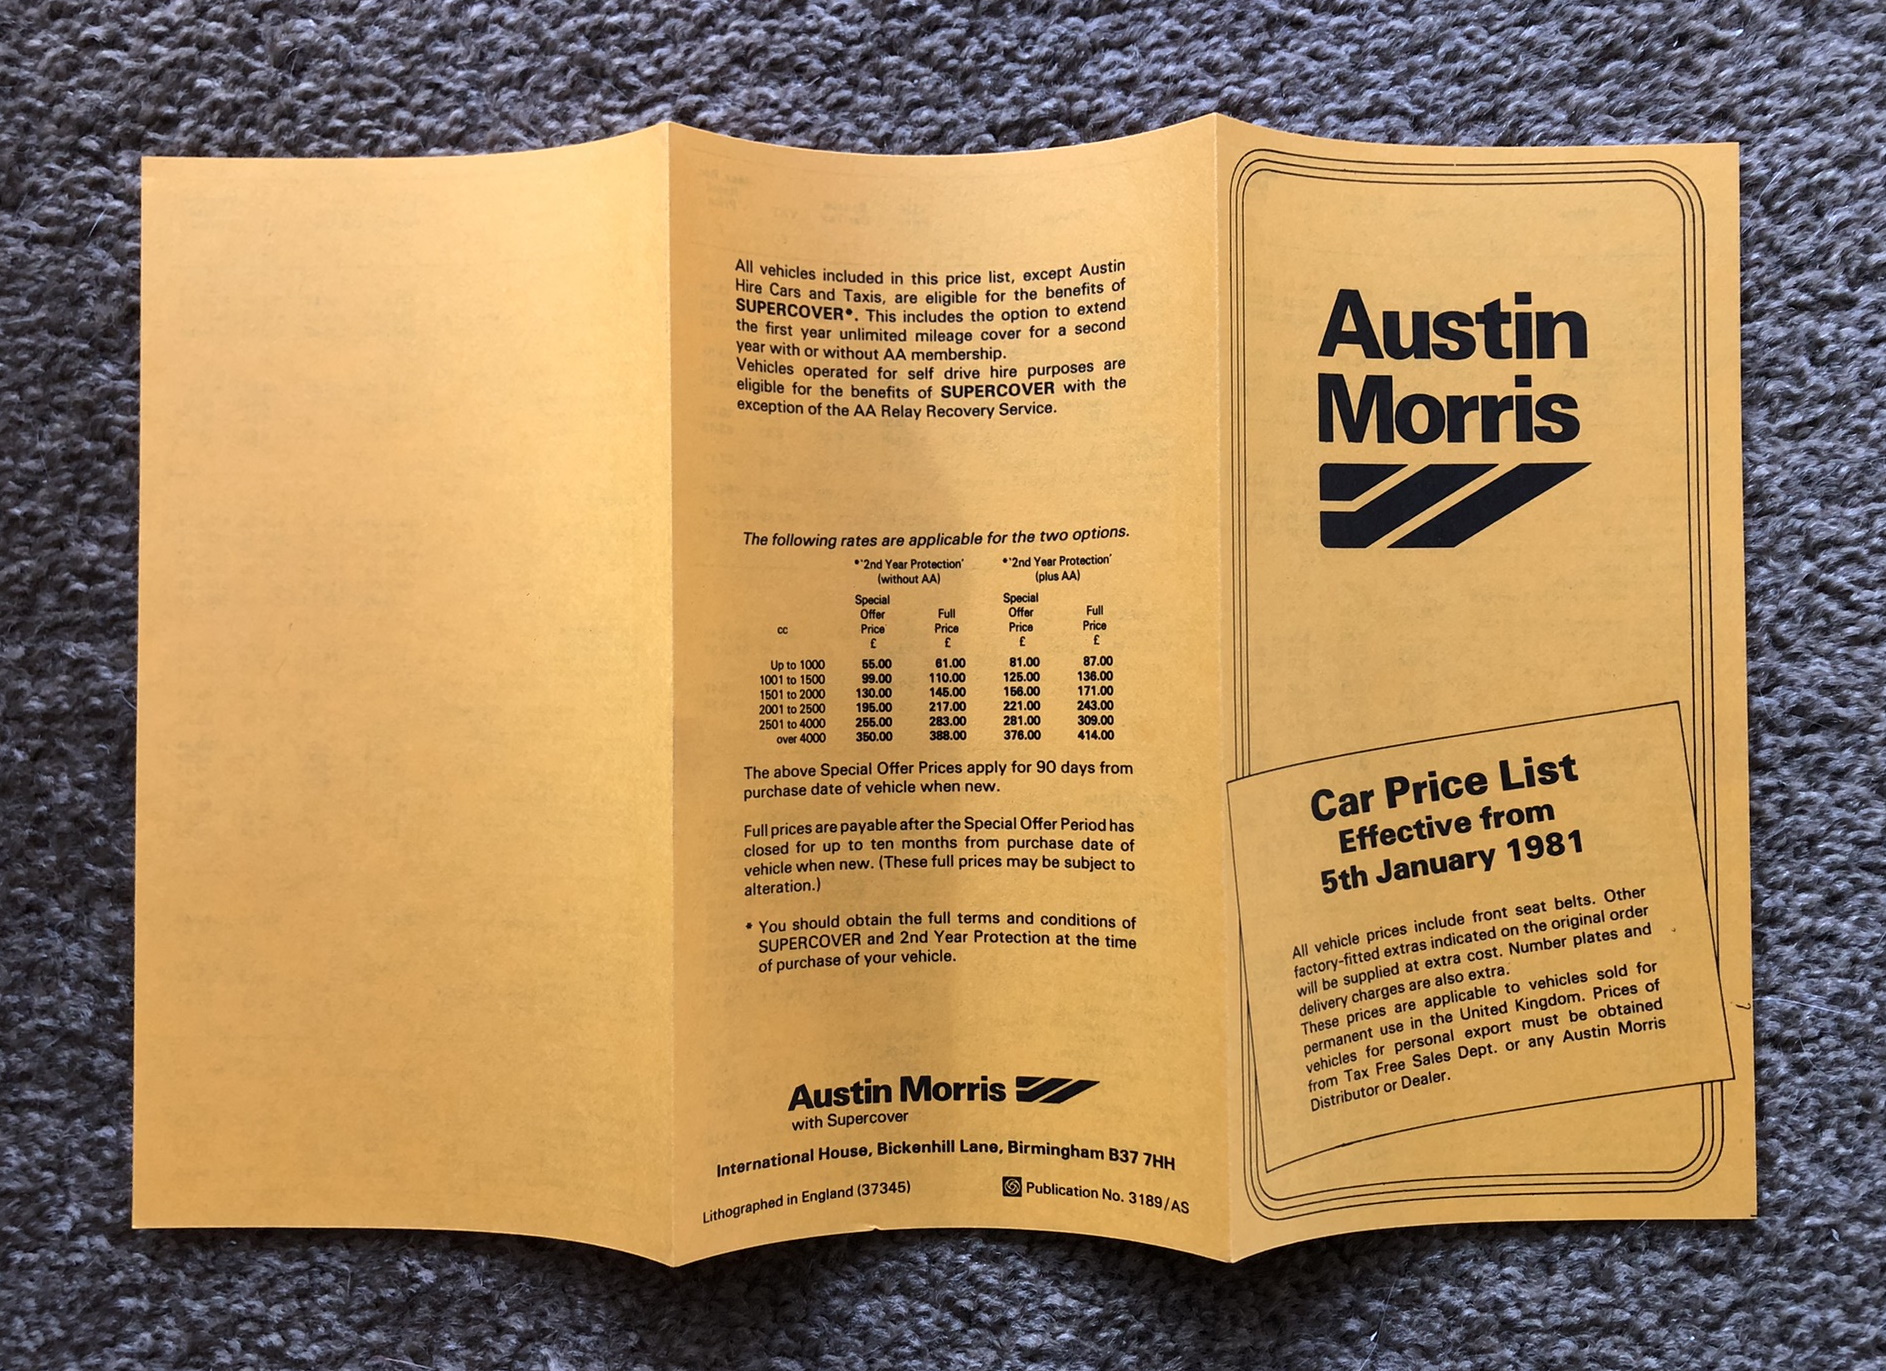 All vehicles included in this price list, except Austin
Hire Cars and Taxis, are eligible for the benefits of
SUPERCOVER*. This includes the option to extend
the first year unlimited mileage cover for a second
year with or without AA membership.
Vehicles operated for self drive hire purposes are
eligible for the benefits of SUPERCOVER with the
exception of the AA Relay Recovery Service.
The following rates are applicable for the two options.
*'2nd Year Protection' *'2nd Year Protection'
(without AA) (plus AA)
Special Special
Offer Full Offer Full
cc Price Price Price Price
£ £ £ £
Up to 1000 55.00 61.00 81.00 87.00
1001 to 1500 99.00 110.00 125.00 136.00
1501 to 2000 130.00 145.00 156.00 171.00
2001 to 2500 195.00 217.00 221.00 243.00
2501 to 4000 255.00 283.00 281.00 309.00
over 4000 350.00 388.00 376.00 414.00
The above Special Offer Prices apply for 90 days from
purchase date of vehicle when new.
Full prices are payable after the Special Offer Period has
closed for up to ten months from purchase date of
vehicle when new. (These full prices may be subject to
alteration.)
* You should obtain the full terms and conditions of
SUPERCOVER and 2nd Year Protection at the time
of purchase of your vehicle.
Austin Morris
with Supercover
International House, Bickenhill Lane, Birmingham B37 7HH
Lithographed in England (37345) Publication No. 3189/AS
Austin
Morris
Car Price List
Effective from
5th January 1981
All vehicle prices include front seat belts. Other
factory-fitted extras indicated on the original order
will be supplied at extra cost. Number plates and
delivery charges are also extra.
These prices are applicable to vehicles sold for
permanent use in the United Kingdom. Prices of
vehicles for personal export must be obtained
from Tax Free Sales Dept. or any Austin Morris
Distributor or Dealer.